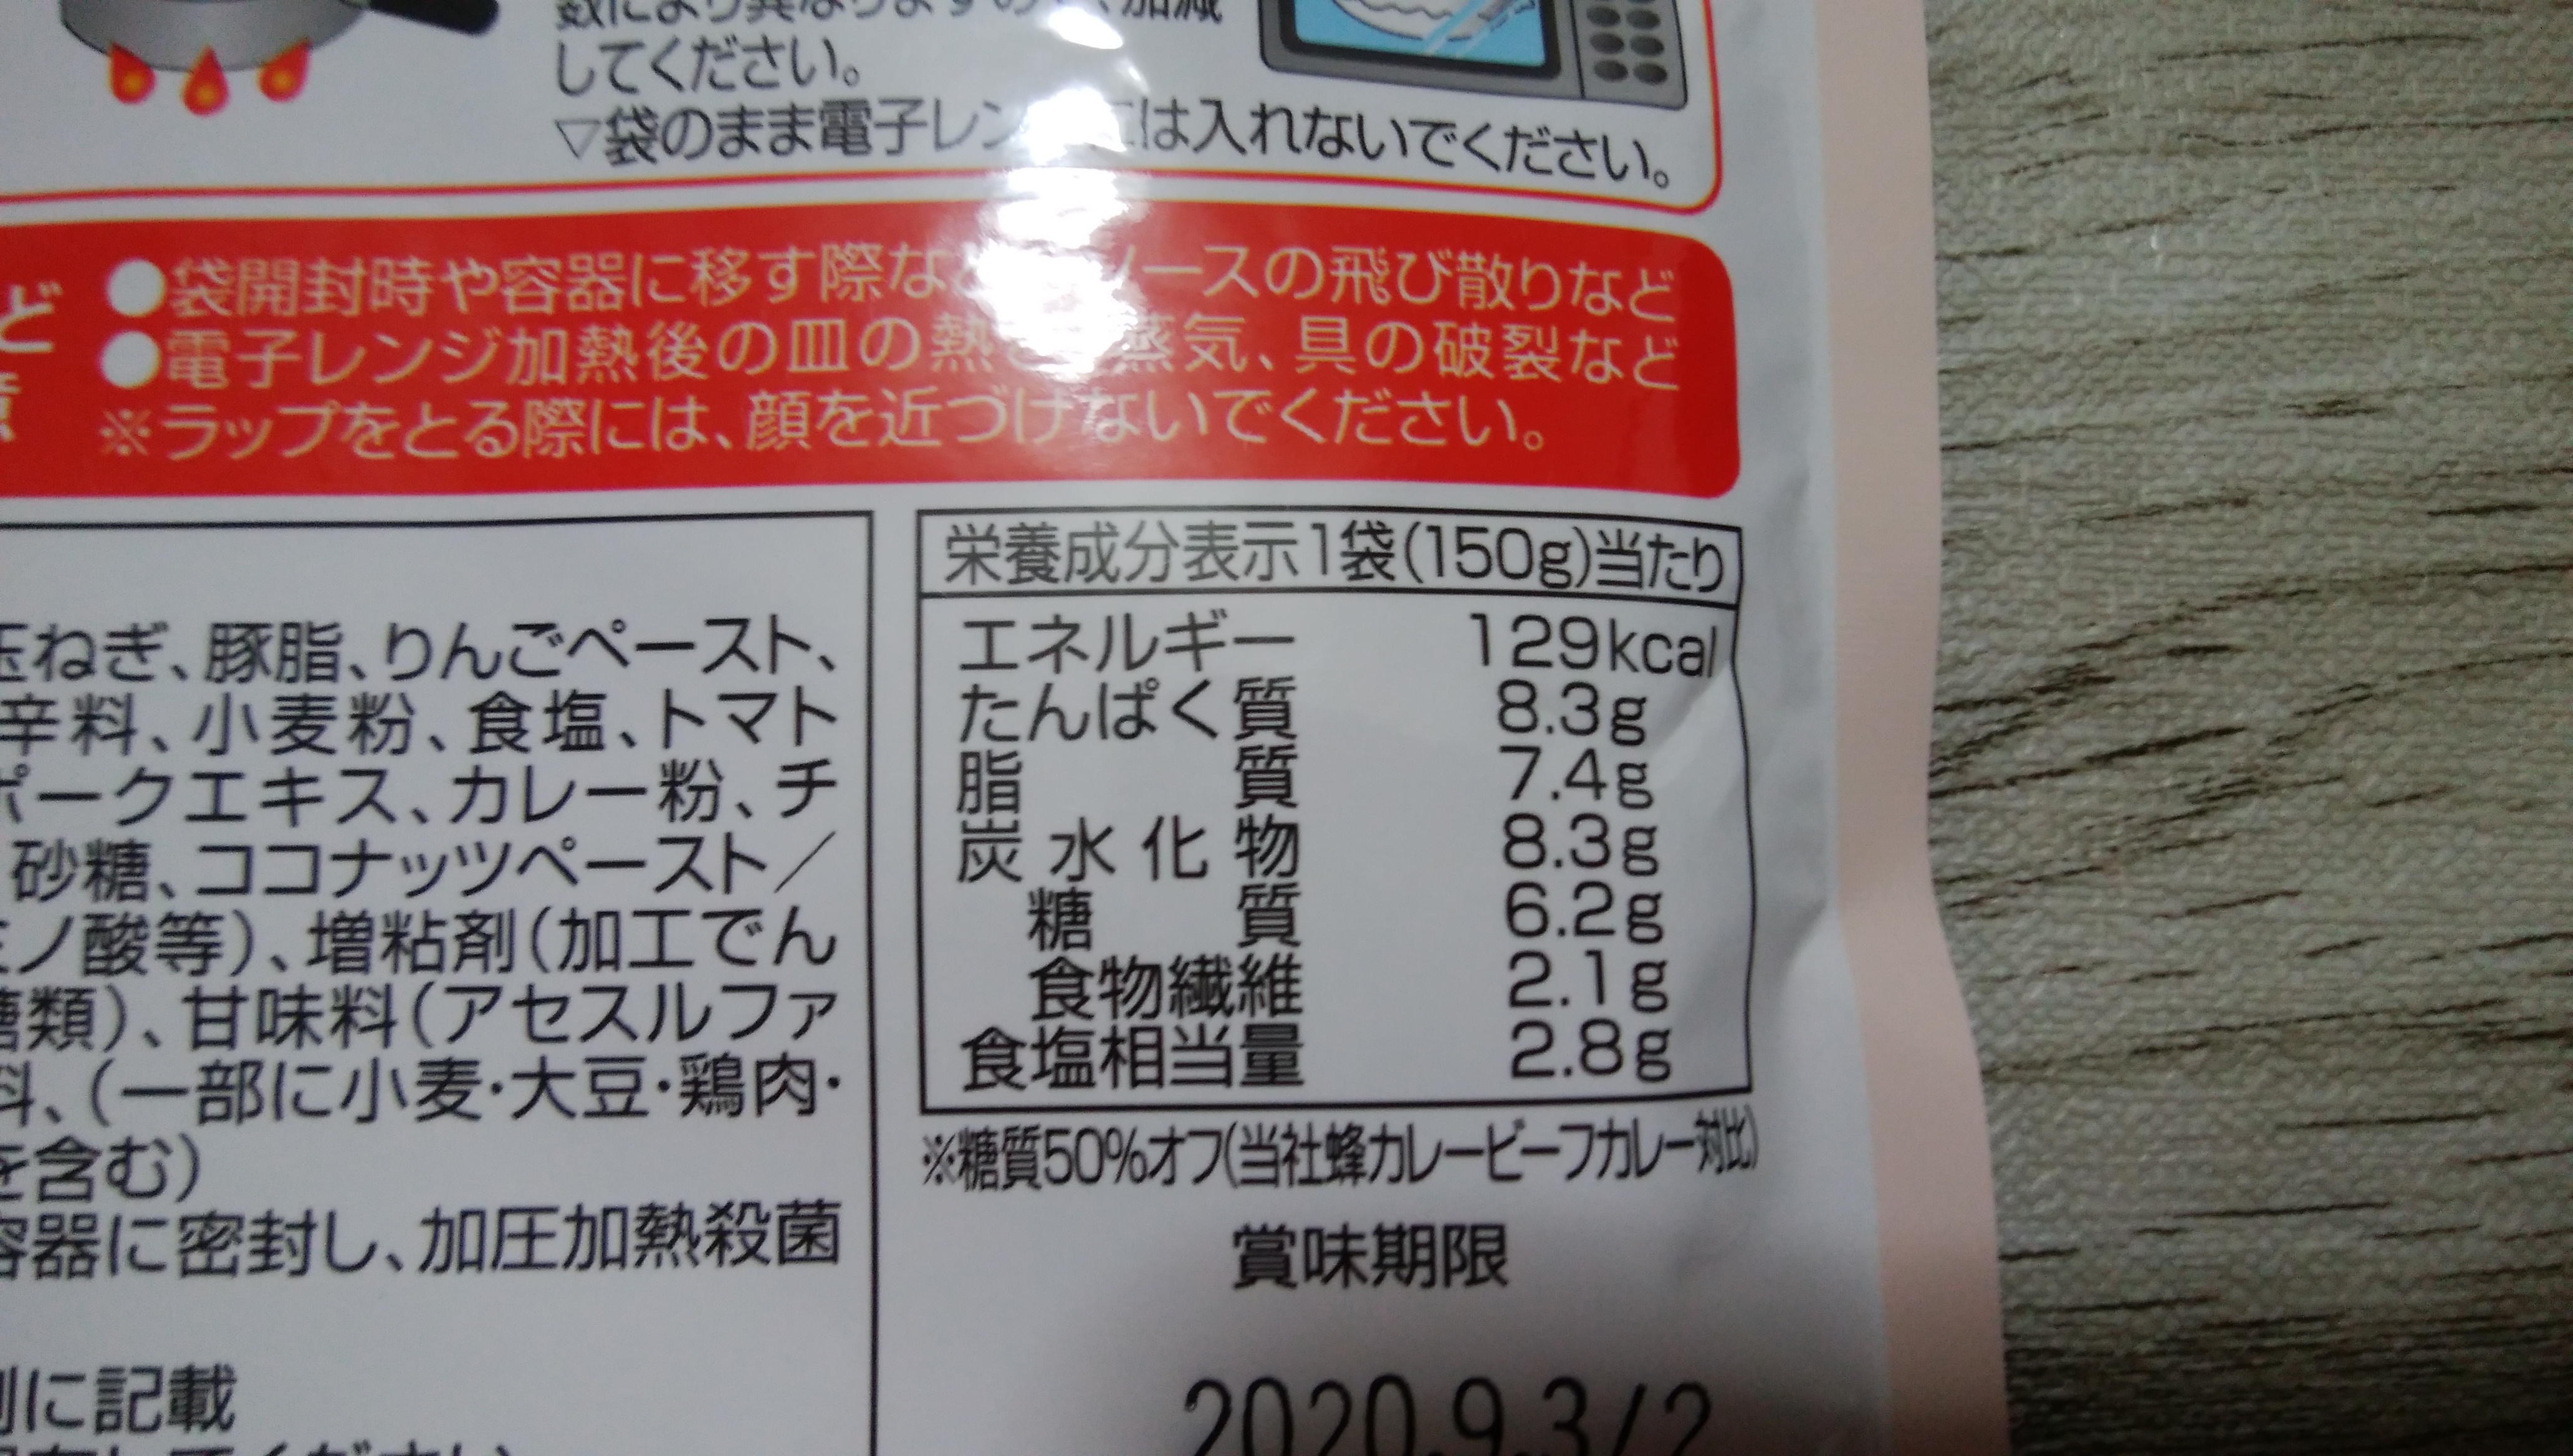 してください。
▽袋のまま電子レン は入れないでください。
ど ●袋開封時や容器に移す際な ソースの飛び散りなど
●電子レンジ加熱後の皿の熱 蒸気、具の破裂など
※ラップをとる際には、顔を近づけないでください。
玉ねぎ、豚脂、りんごペースト、
辛料、小麦粉、食塩、トマト
ポークエキス、カレー粉、チ
砂糖、ココナッツペースト/
ミノ酸等)、増粘剤(加工でん
糖類)、甘味料(アセスルファ
料、(一部に小麦・大豆・鶏肉・
を含む)
容器に密封し、加圧加熱殺菌
に記載
栄養成分表示1袋(150g)当たり
エネルギー 129kcal
たんぱく質 8.3g
脂質 7.4g
炭水化物 8.3g
糖質 6.2g
食物繊維 2.1g
食塩相当量 2.8g
※糖質50%オフ(当社蜂カレービーフカレー対比)
賞味期限
2020.9.3/2